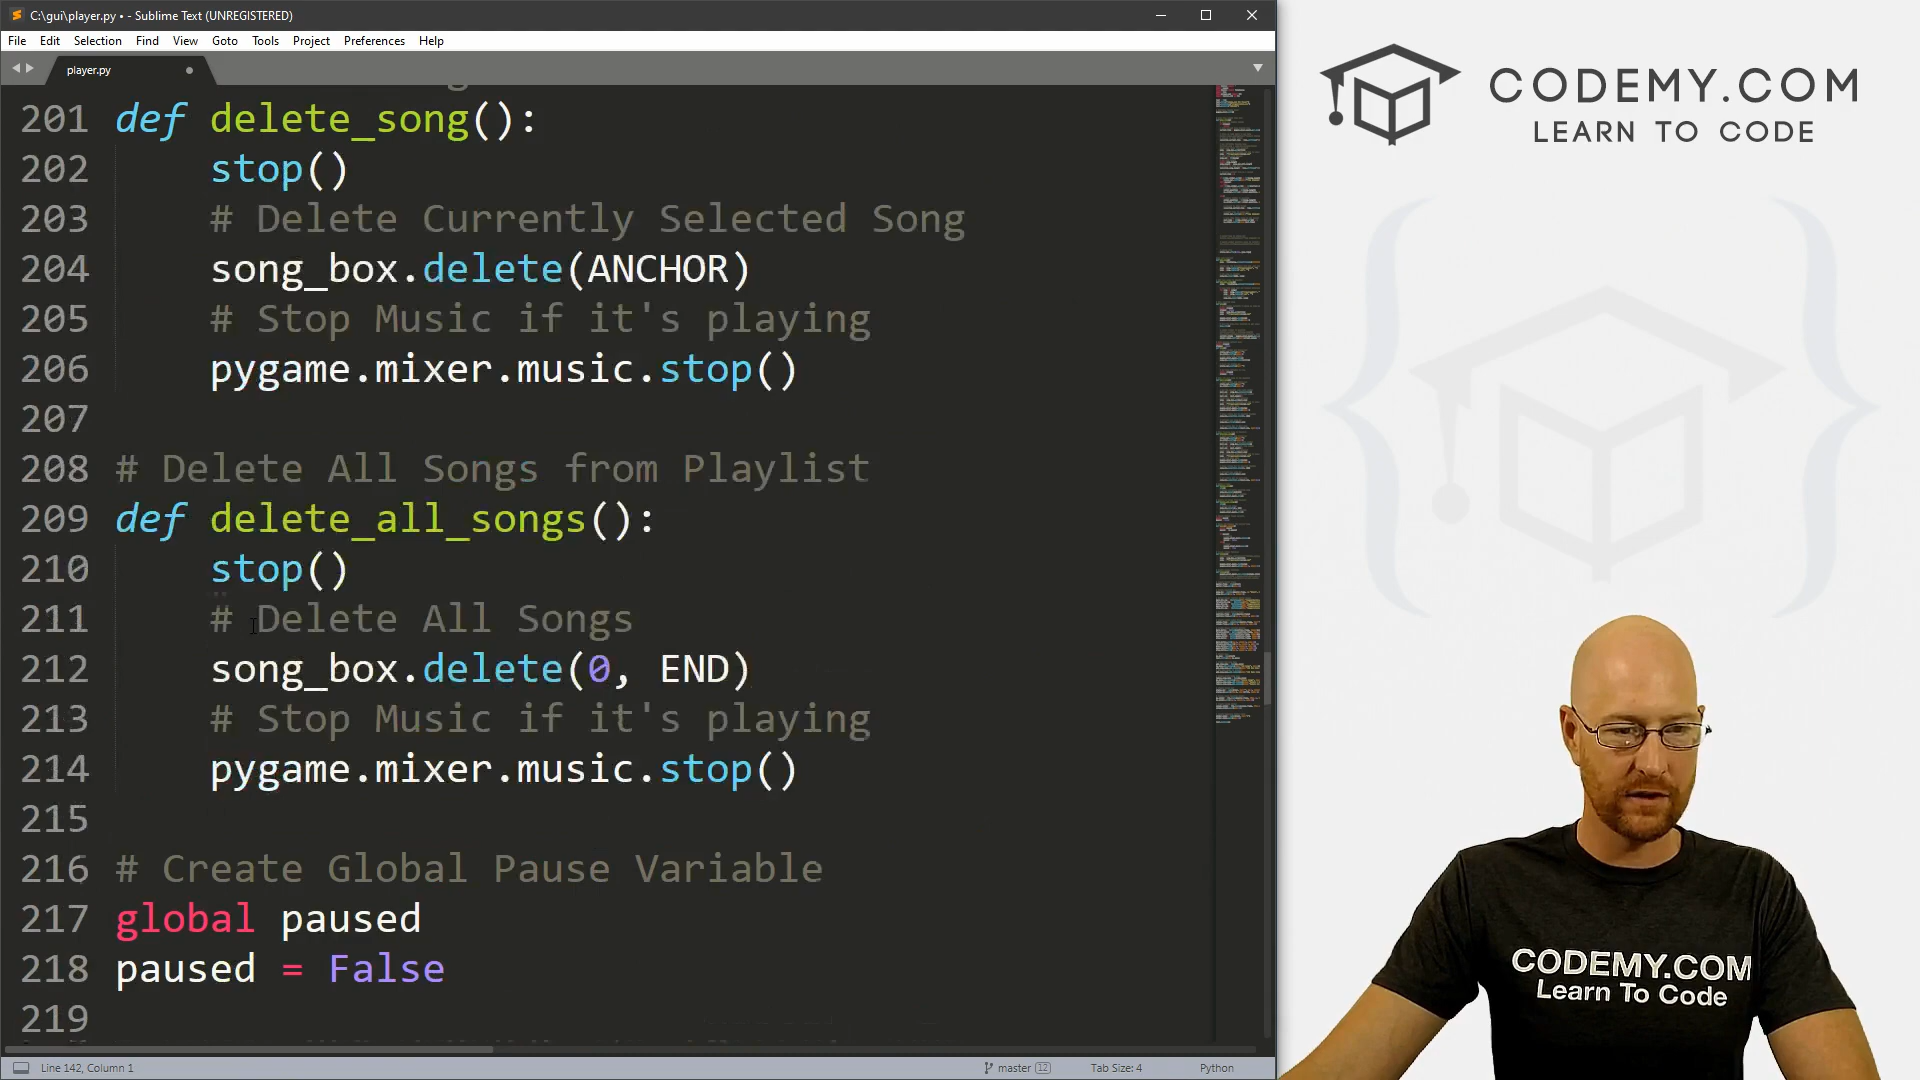 C:\gui\player.py • - Sublime Text (UNREGISTERED)
File Edit Selection Find View Goto Tools Project Preferences Help
player.py
201 def delete_song():
202 stop()
203 # Delete Currently Selected Song
204 song_box.delete(ANCHOR)
205 # Stop Music if it's playing
206 pygame.mixer.music.stop()
207
208 # Delete All Songs from Playlist
209 def delete_all_songs():
210 stop()
211 # Delete All Songs
212 song_box.delete(0, END)
213 # Stop Music if it's playing
214 pygame.mixer.music.stop()
215
216 # Create Global Pause Variable
217 global paused
218 paused = False
219
Line 142, Column 1
master 12
Tab Size: 4
Python
CODEMY.COM
LEARN TO CODE
CODEMY.COM
Learn To Code